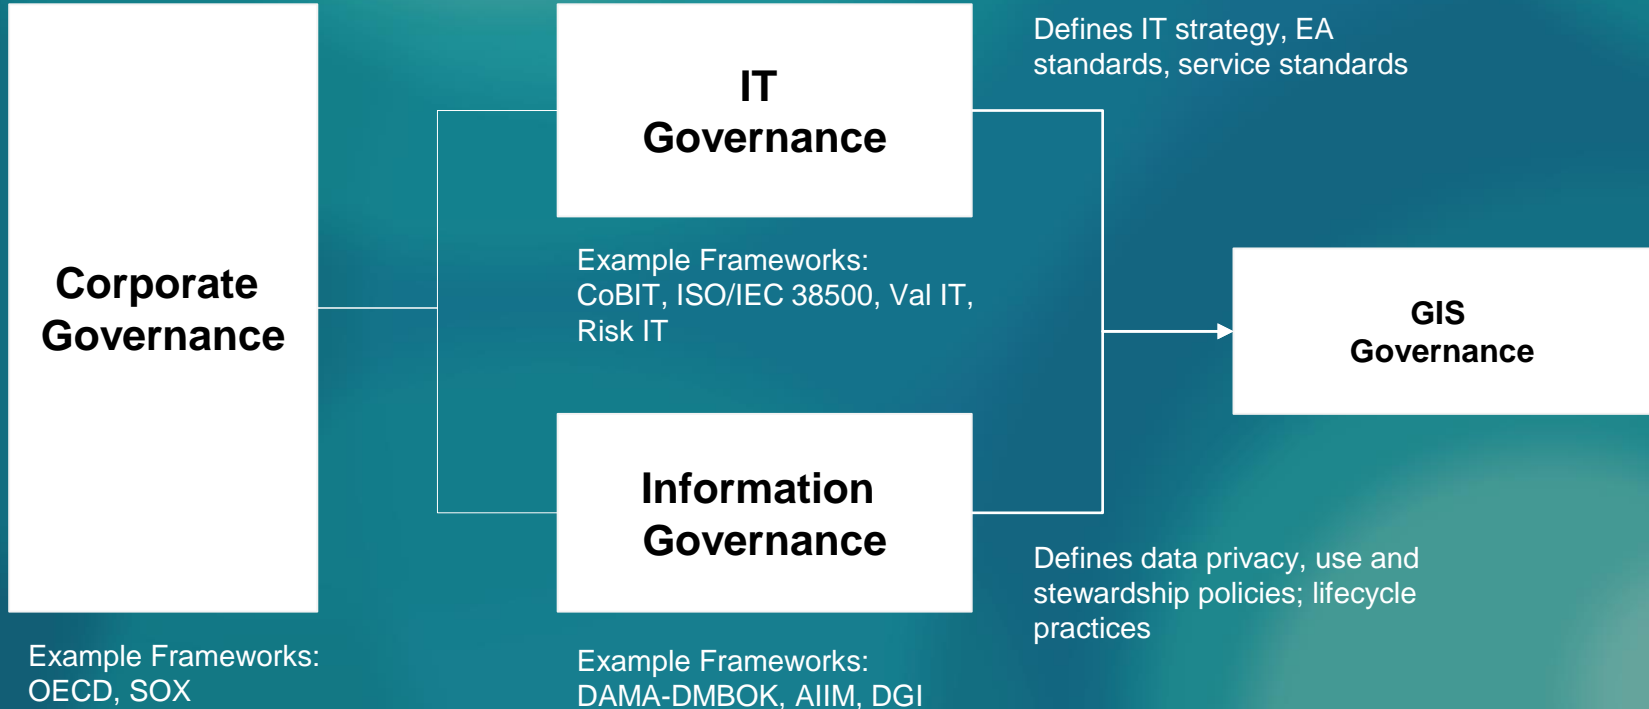 Corporate
Governance
Example Frameworks:
OECD, SOX
IT
Governance
Example Frameworks:
CoBIT, ISO/IEC 38500, Val IT,
Risk IT
Information
Governance
Example Frameworks:
DAMA-DMBOK, AIIM, DGI
Defines IT strategy, EA
standards, service standards
Defines data privacy, use and
stewardship policies; lifecycle
practices
GIS
Governance